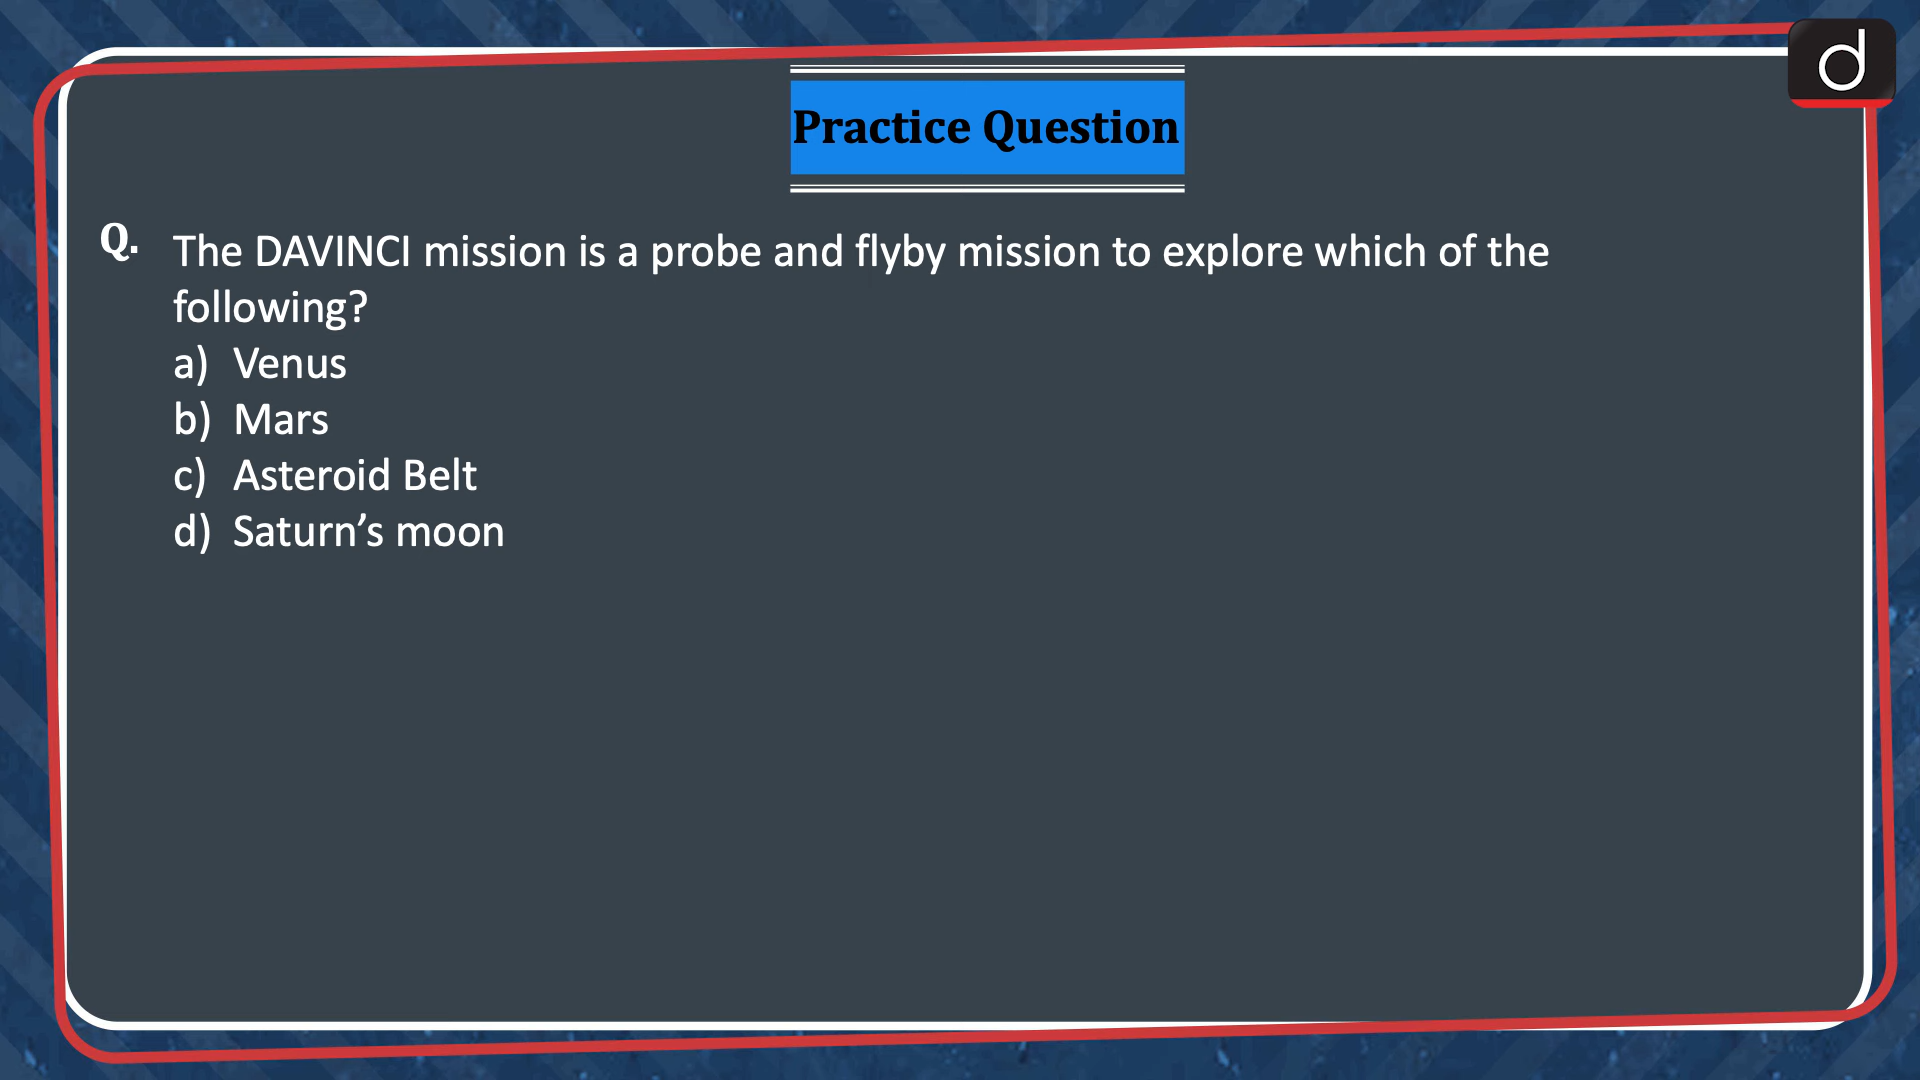 d
Practice Question
Q. The DAVINCI mission is a probe and flyby mission to explore which of the
following?
a) Venus
b) Mars
c) Asteroid Belt
d) Saturn’s moon